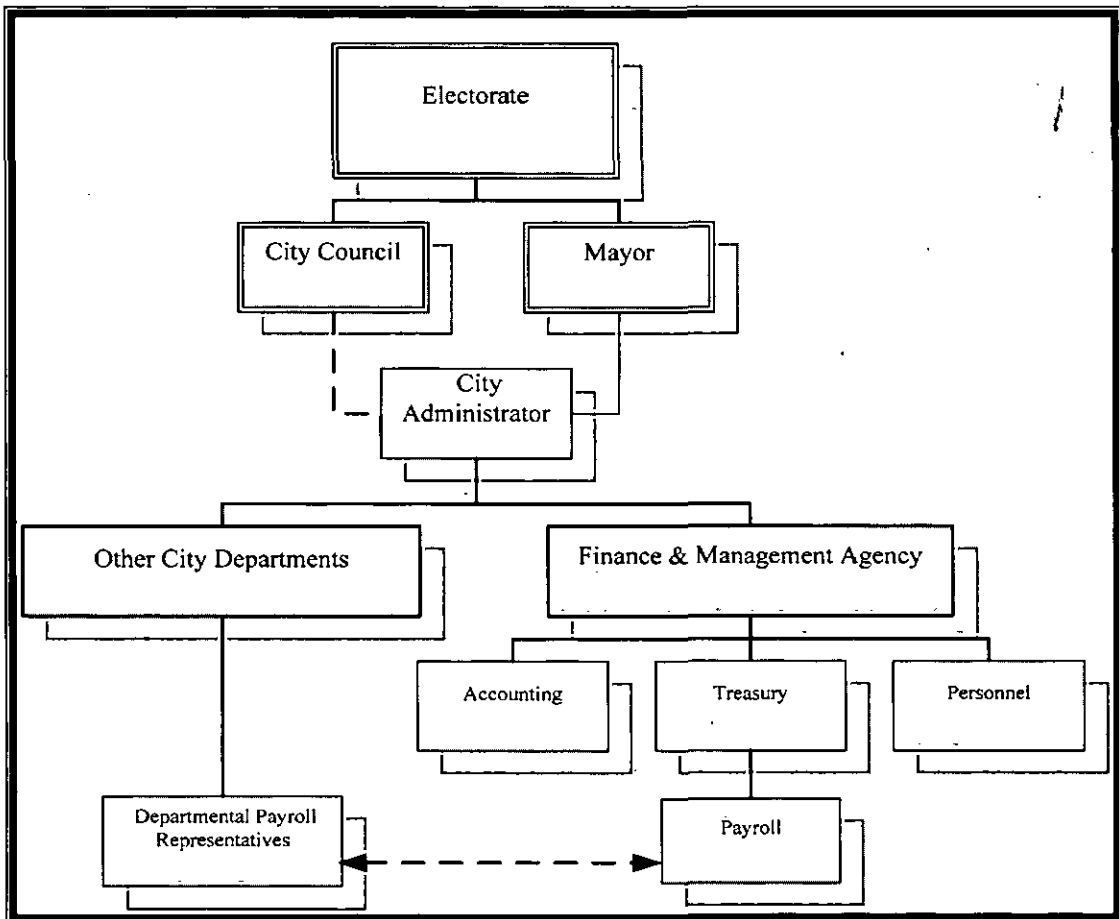 Electorate
City Council
Mayor
City
Administrator
Other City Departments
Finance & Management Agency
Accounting
Treasury
Personnel
Departmental Payroll
Representatives
Payroll